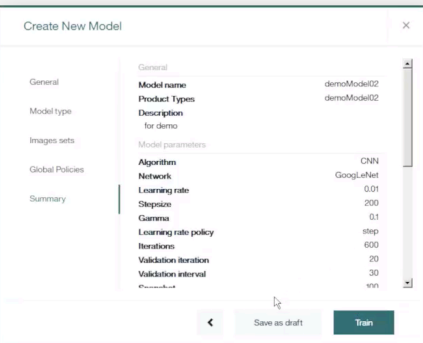 Create New Model
×
General
Model type
Images sets
Global Policies
Summary
General
Model name demoModel02
Product Types demoModel02
Description
for demo
Model parameters
Algorithm CNN
Network GoogLeNet
Learning rate 0.01
Stepsize 200
Gamma 0.1
Learning rate policy step
Iterations 600
Validation iteration 20
Validation interval 30
Snapshot 100
Save as draft
Train